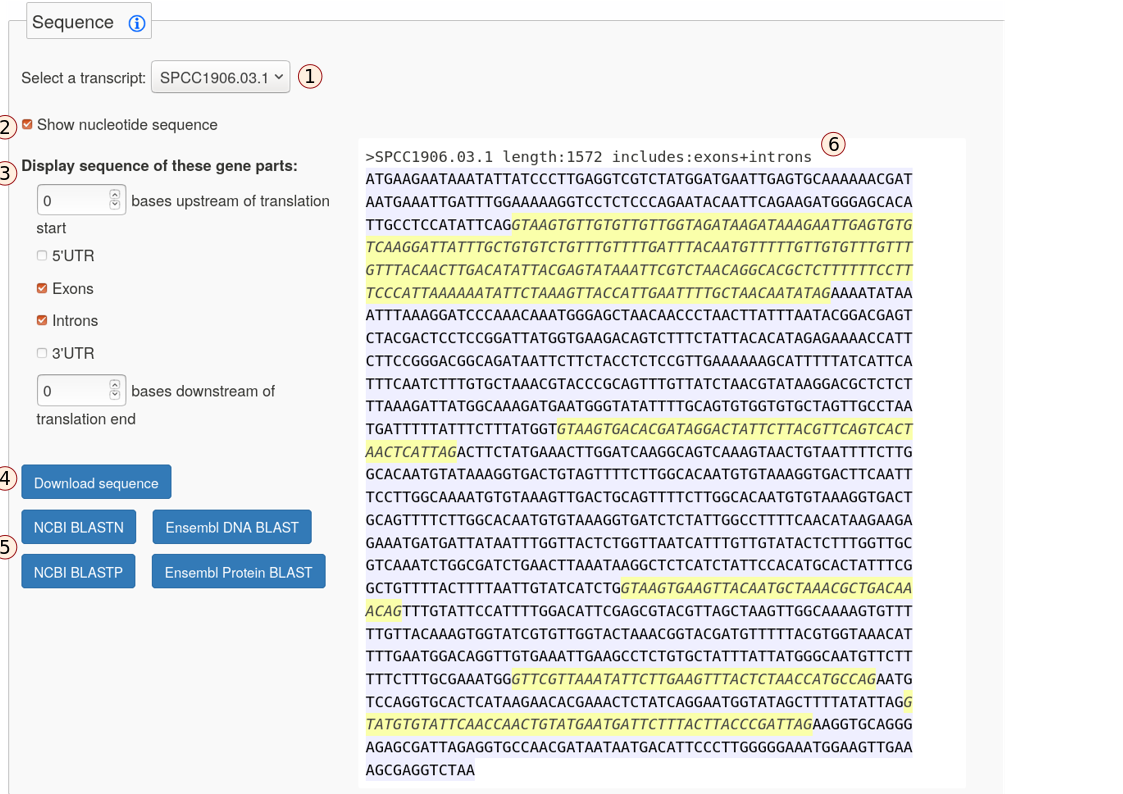 Sequence
Select a transcript: SPCC1906.03.1 1
2 Show nucleotide sequence
3 Display sequence of these gene parts:
0 bases upstream of translation
start
5'UTR
Exons
Introns
3'UTR
0 bases downstream of
translation end
4 Download sequence
5
NCBI BLASTN Ensembl DNA BLAST
NCBI BLASTP Ensembl Protein BLAST
6
>SPCC1906.03.1 length:1572 includes:exons+introns
ATGAAGAATAAATATTATCCCTTGAGGTCGTCTATGGATGAATTGAGTGCAAAAAACGAT
AATGAAATTGATTTGGAAAAAGGTCCTCTCCCAGAATACAATTCAGAAGATGGGAGCACA
TTGCCTCCATATTCAGGTAAGTGTTGTGTTGTTGGTAGATAAGATAAAGAATTGAGTGTG
TCAAGGATTATTTGCTGTGTCTGTTTGTTTTGATTTACAATGTTTTTGTTGTGTTTGTTT
GTTTACAACTTGACATATTACGAGTATAAATTCGTCTAACAGGCACGCTCTTTTTTCCTT
TCCCATTAAAAAATATTCTAAAGTTACCATTGAATTTTGCTAACAATATAGAAAATATAA
ATTTAAAGGATCCCAAACAAATGGGAGCTAACAACCCTAACTTATTTAATACGGACGAGT
CTACGACTCCTCCGGATTATGGTGAAGACAGTCTTTCTATTACACATAGAGAAAACCATT
CTTCCGGGACGGCAGATAATTCTTCTACCTCTCCGTTGAAAAAAGCATTTTTATCATTCA
TTTCAATCTTTGTGCTAAACGTACCCGCAGTTTGTTATCTAACGTATAAGGACGCTCTCT
TTAAAGATTATGGCAAAGATGAATGGGTATATTTTGCAGTGTGGTGTGCTAGTTGCCTAA
TGATTTTTATTTCTTTATGGTGTAAGTGACACGATAGGACTATTCTTACGTTCAGTCACT
AACTCATTAGACTTCTATGAAACTTGGATCAAGGCAGTCAAAGTAACTGTAATTTTCTTG
GCACAATGTATAAAGGTGACTGTAGTTTTCTTGGCACAATGTGTAAAGGTGACTTCAATT
TCCTTGGCAAAATGTGTAAAGTTGACTGCAGTTTTCTTGGCACAATGTGTAAAGGTGACT
GCAGTTTTCTTGGCACAATGTGTAAAGGTGATCTCTATTGGCCTTTTCAACATAAGAAGA
GAAATGATGATTATAATTTGGTTACTCTGGTTAATCATTTGTTGTATACTCTTTGGTTGC
GTCAAATCTGGCGATCTGAACTTAAATAAGGCTCTCATCTATTCCACATGCACTATTTCG
GCTGTTTTACTTTTAATTGTATCATCTGGTAAGTGAAGTTACAATGCTAAACGCTGACAA
ACAGTTTGTATTCCATTTTGGACATTCGAGCGTACGTTAGCTAAGTTGGCAAAAGTGTTT
TTGTTACAAAGTGGTATCGTGTTGGTACTAAACGGTACGATGTTTTTACGTGGTAAACAT
TTTGAATGGACAGGTTGTGAAATTGAAGCCTCTGTGCTATTTATTATGGGCAATGTTCTT
TTTCTTTGCGAAATGGGTTCGTTAAATATTCTTGAAGTTTACTCTAACCATGCCAGAATG
TCCAGGTGCACTCATAAGAACACGAAACTCTATCAGGAATGGTATAGCTTTTATATTAGG
TATGTGTATTCAACCAACTGTATGAATGATTCTTTACTTACCCGATTAGAAGGTGCAGGG
AGAGCGATTAGAGGTGCCAACGATAATAATGACATTCCCTTGGGGGAAATGGAAGTTGAA
AGCGAGGTCTAA